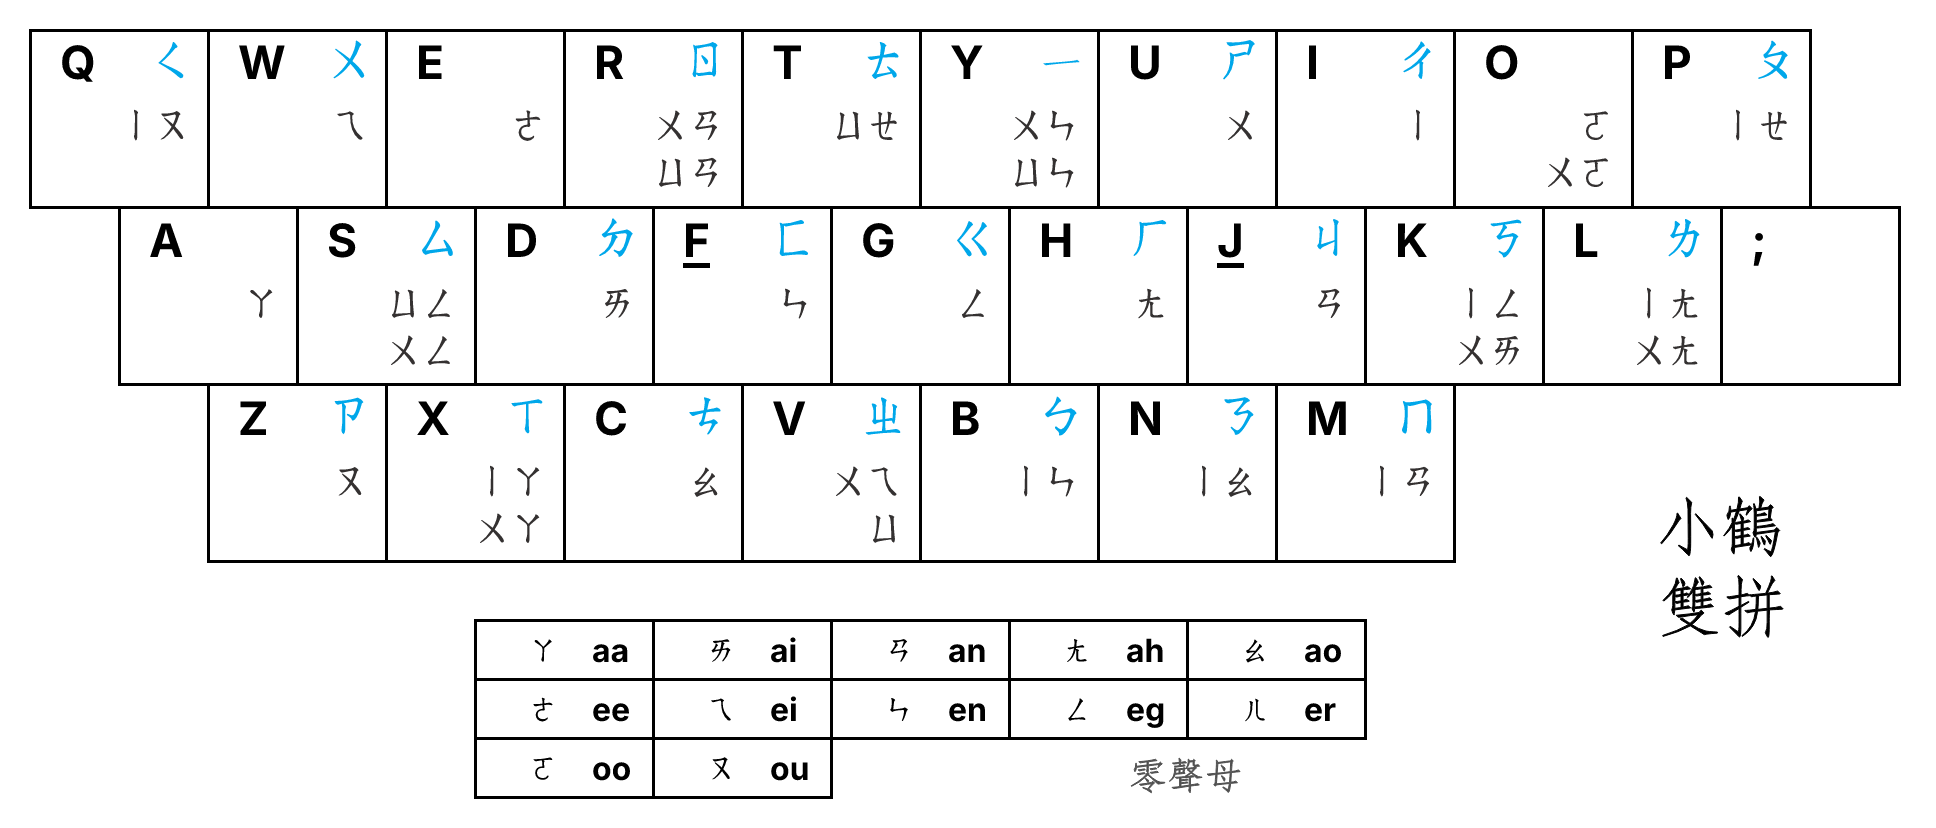 Q ㄑ W ㄨ E R ㄖ T ㄊ Y ㄧ U ㄕ I ㄔ O P ㄆ
ㄧㄡ ㄟ ㄜ ㄨㄢ ㄩㄝ ㄨㄣ ㄨ ㄧ ㄛ ㄧㄝ
ㄩㄢ ㄩㄣ ㄨㄛ
A S ㄙ D ㄉ F ㄈ G ㄍ H ㄏ J ㄐ K ㄎ L ㄌ ;
ㄚ ㄩㄥ ㄞ ㄣ ㄥ ㄤ ㄢ ㄧㄥ ㄧㄤ
ㄨㄥ ㄨㄞ ㄨㄤ
Z ㄗ X ㄒ C ㄘ V ㄓ B ㄅ N ㄋ M ㄇ
ㄡ ㄧㄚ ㄠ ㄨㄟ ㄧㄣ ㄧㄠ ㄧㄢ
ㄨㄚ ㄩ
小鶴
雙拼
ㄚ aa ㄞ ai ㄢ an ㄤ ah ㄠ ao
ㄜ ee ㄟ ei ㄣ en ㄥ eg ㄦ er
ㄛ oo ㄡ ou
零聲母